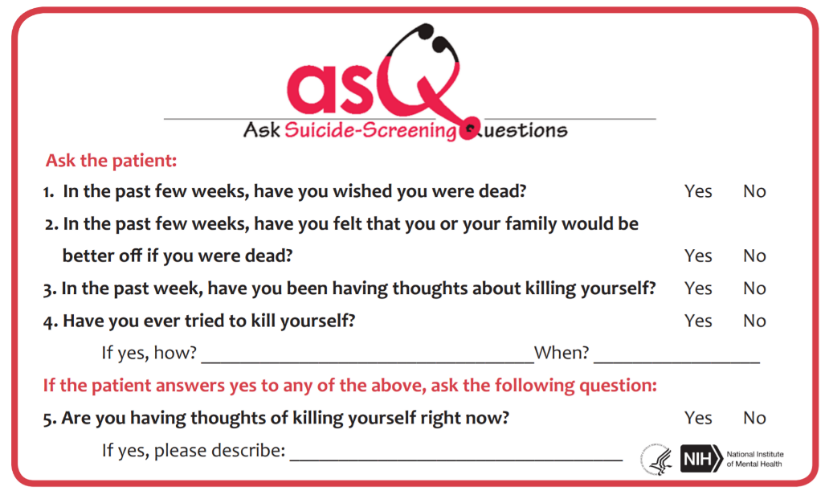 asQ
Ask Suicide-Screening Questions
Ask the patient:
1. In the past few weeks, have you wished you were dead? Yes No
2. In the past few weeks, have you felt that you or your family would be
better off if you were dead? Yes No
3. In the past week, have you been having thoughts about killing yourself? Yes No
4. Have you ever tried to kill yourself? Yes No
If yes, how? ________________________________When? ________________
If the patient answers yes to any of the above, ask the following question:
5. Are you having thoughts of killing yourself right now? Yes No
If yes, please describe: ________________________________
NIH National Institute
of Mental Health